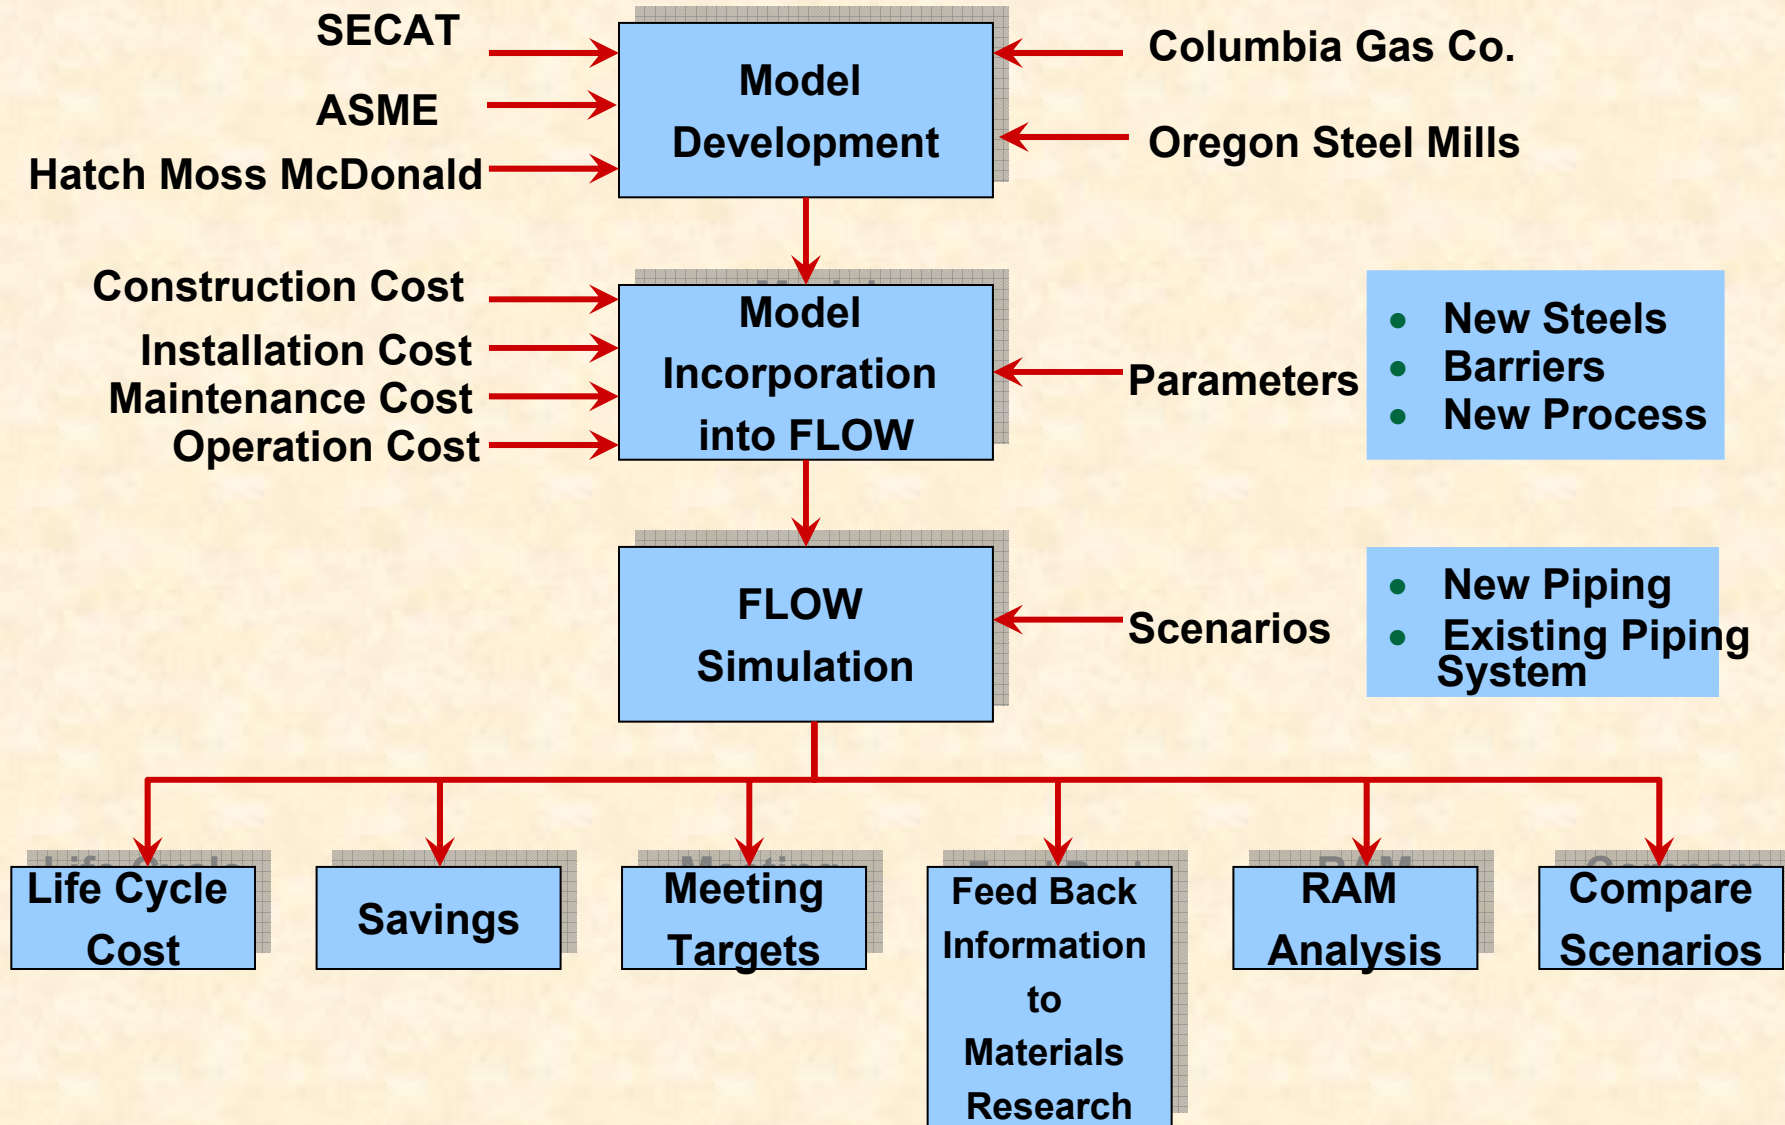 SECAT
ASME
Hatch Moss McDonald
Model
Development
Columbia Gas Co.
Oregon Steel Mills
Construction Cost
Installation Cost
Maintenance Cost
Operation Cost
Model
Incorporation
into FLOW
Parameters
• New Steels
• Barriers
• New Process
FLOW
Simulation
Scenarios
• New Piping
• Existing Piping
System
Life Cycle
Cost
Savings
Meeting
Targets
Feed Back
Information
to
Materials
Research
RAM
Analysis
Compare
Scenarios